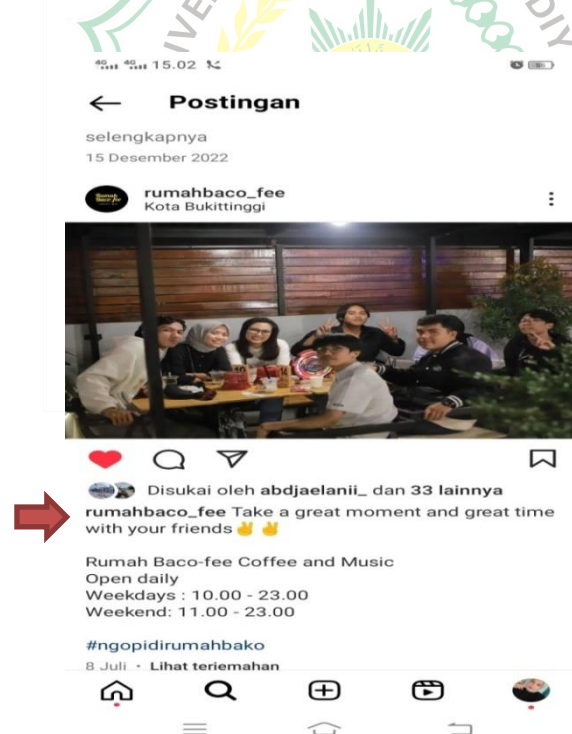 15.02
Postingan
selengkapnya
15 Desember 2022
rumahbaco_fee
Kota Bukittinggi
Disukai oleh abdjaelanii_ dan 33 lainnya
rumahbaco_fee Take a great moment and great time
with your friends ✌️ ✌️
Rumah Baco-fee Coffee and Music
Open daily
Weekdays : 10.00 - 23.00
Weekend: 11.00 - 23.00
#ngopidirumahbako
8 Juli • Lihat terjemahan